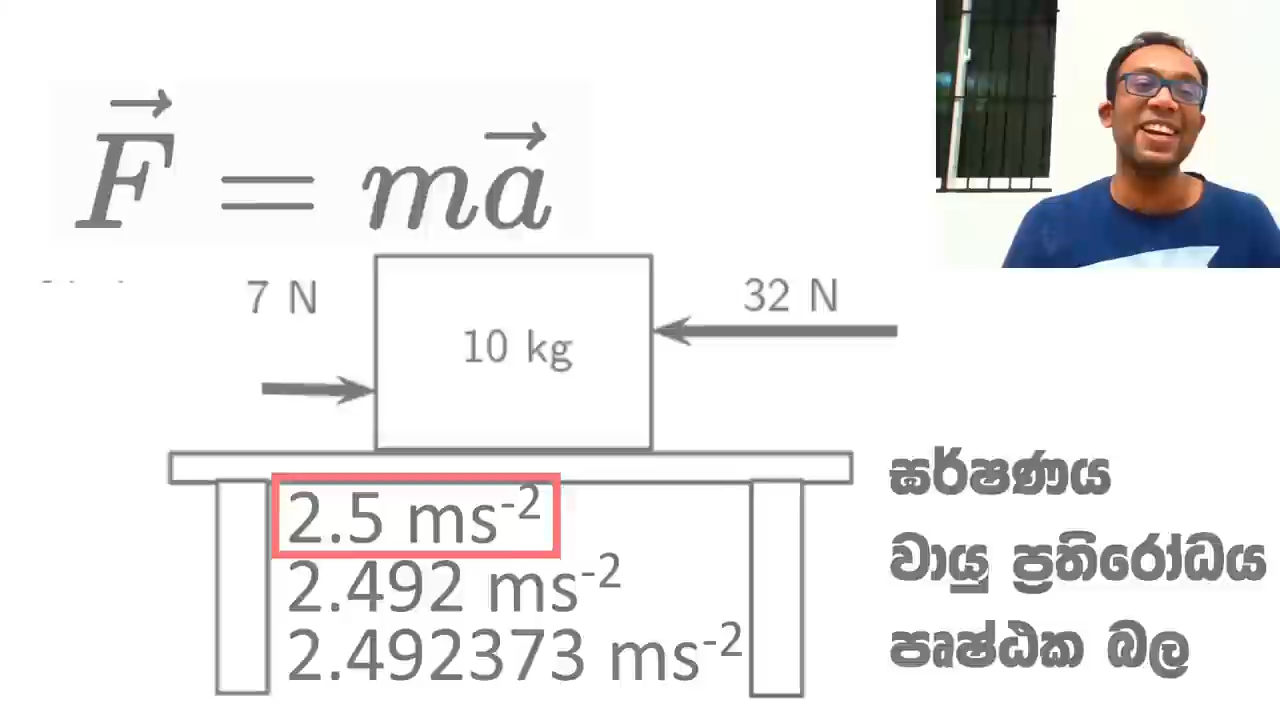 F = ma
7 N
32 N
10 kg
2.5 ms-2
2.492 ms-2
2.492373 ms-2
ඝර්ෂණය
වායු ප්‍රතිරෝධය
පෘෂ්ඨික බල